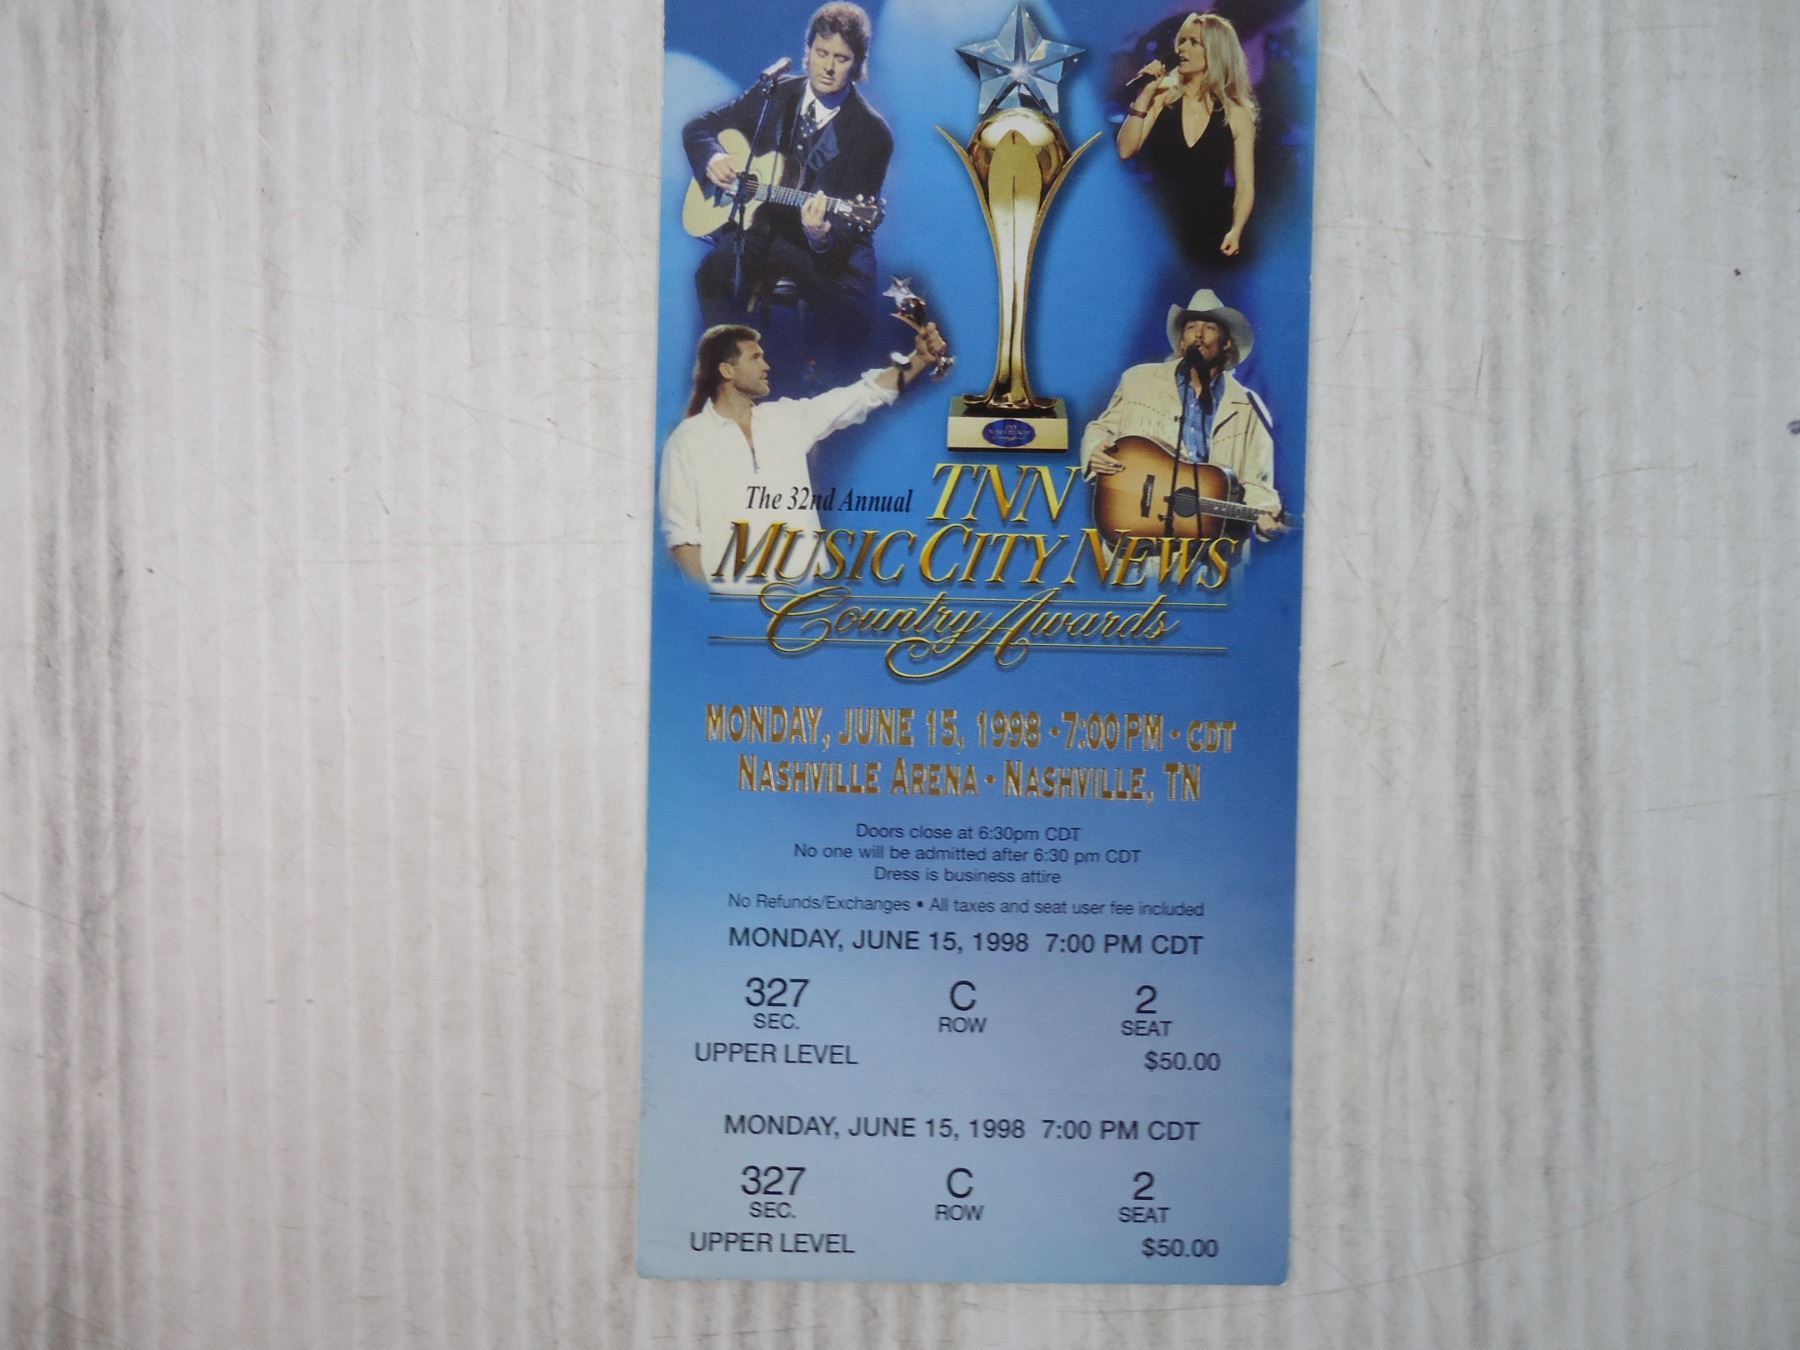 The 32nd Annual TNN
MUSIC CITY NEWS
Country Awards
MONDAY, JUNE 15, 1998 • 7:00 PM • CDT
NASHVILLE ARENA • NASHVILLE, TN
Doors close at 6:30pm CDT
No one will be admitted after 6:30 pm CDT
Dress is business attire
No Refunds/Exchanges • All taxes and seat user fee included
MONDAY, JUNE 15, 1998 7:00 PM CDT
327 C 2
SEC. ROW SEAT
UPPER LEVEL $50.00
MONDAY, JUNE 15, 1998 7:00 PM CDT
327 C 2
SEC. ROW SEAT
UPPER LEVEL $50.00